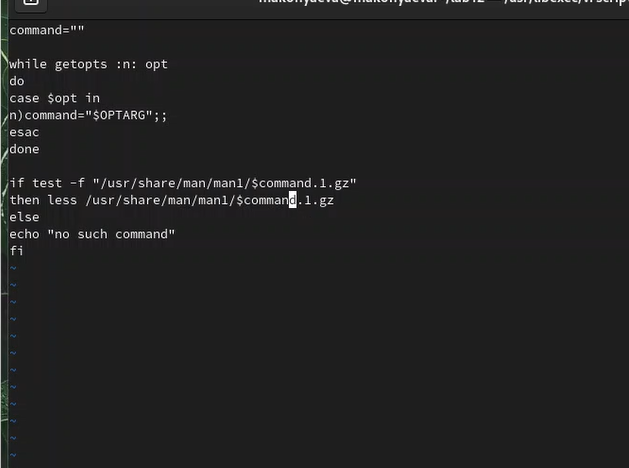 command=""
while getopts :n: opt
do
case $opt in
n)command="$OPTARG";;
esac
done
if test -f "/usr/share/man/man1/$command.1.gz"
then less /usr/share/man/man1/$command.1.gz
else
echo "no such command"
fi
~
~
~
~
~
~
~
~
~
~
~
~